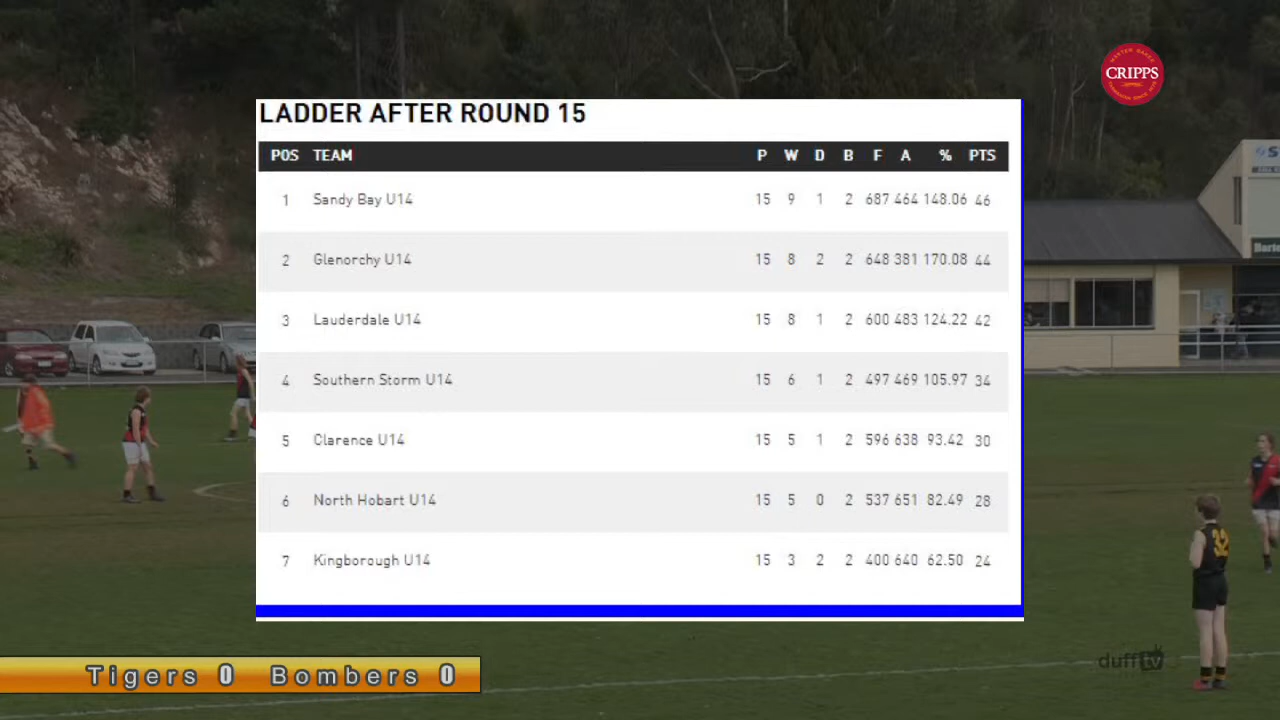 CRIPPS
LADDER AFTER ROUND 15
POS TEAM P W D B F A % PTS
1 Sandy Bay U14 15 9 1 2 687 464 148.06 46
2 Glenorchy U14 15 8 2 2 648 381 170.08 44
3 Lauderdale U14 15 8 1 2 600 483 124.22 42
4 Southern Storm U14 15 6 1 2 497 469 105.97 34
5 Clarence U14 15 5 1 2 596 638 93.42 30
6 North Hobart U14 15 5 0 2 537 651 82.49 28
7 Kingborough U14 15 3 2 2 400 640 62.50 24
32
dufftv
Tigers 0 Bombers 0